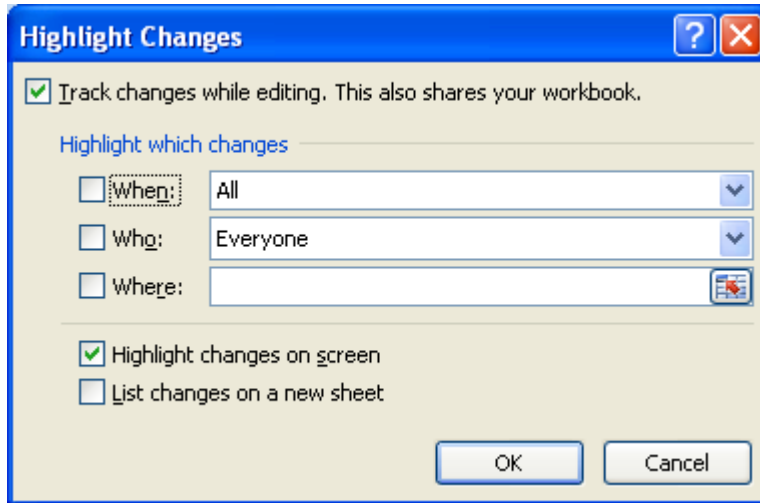 Highlight Changes
Track changes while editing. This also shares your workbook.
Highlight which changes
When: All
Who: Everyone
Where:
Highlight changes on screen
List changes on a new sheet
OK Cancel